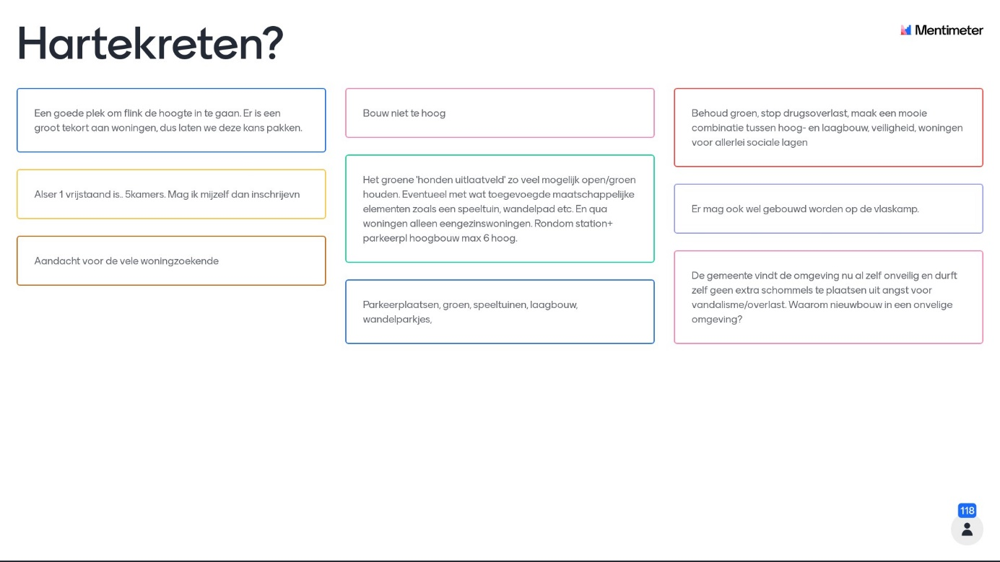 Hartekreten?
Mentimeter
Een goede plek om flink de hoogte in te gaan. Er is een
groot tekort aan woningen, dus laten we deze kans pakken.
Alser 1 vrijstaand is.. 5kamers. Mag ik mijzelf dan inschrijevn
Aandacht voor de vele woningzoekende
Bouw niet te hoog
Het groene 'honden uitlaatveld' zo veel mogelijk open/groen
houden. Eventueel met wat toegevoegde maatschappelijke
elementen zoals een speeltuin, wandelpad etc. En qua
woningen alleen eengezinswoningen. Rondom station+
parkeerpl hoogbouw max 6 hoog.
Parkeerplaatsen, groen, speeltuinen, laagbouw,
wandelparkjes,
Behoud groen, stop drugsoverlast, maak een mooie
combinatie tussen hoog- en laagbouw, veiligheid, woningen
voor allerlei sociale lagen
Er mag ook wel gebouwd worden op de vlaskamp.
De gemeente vindt de omgeving nu al zelf onveilig en durft
zelf geen extra schommels te plaatsen uit angst voor
vandalisme/overlast. Waarom nieuwbouw in een onvelige
omgeving?
118